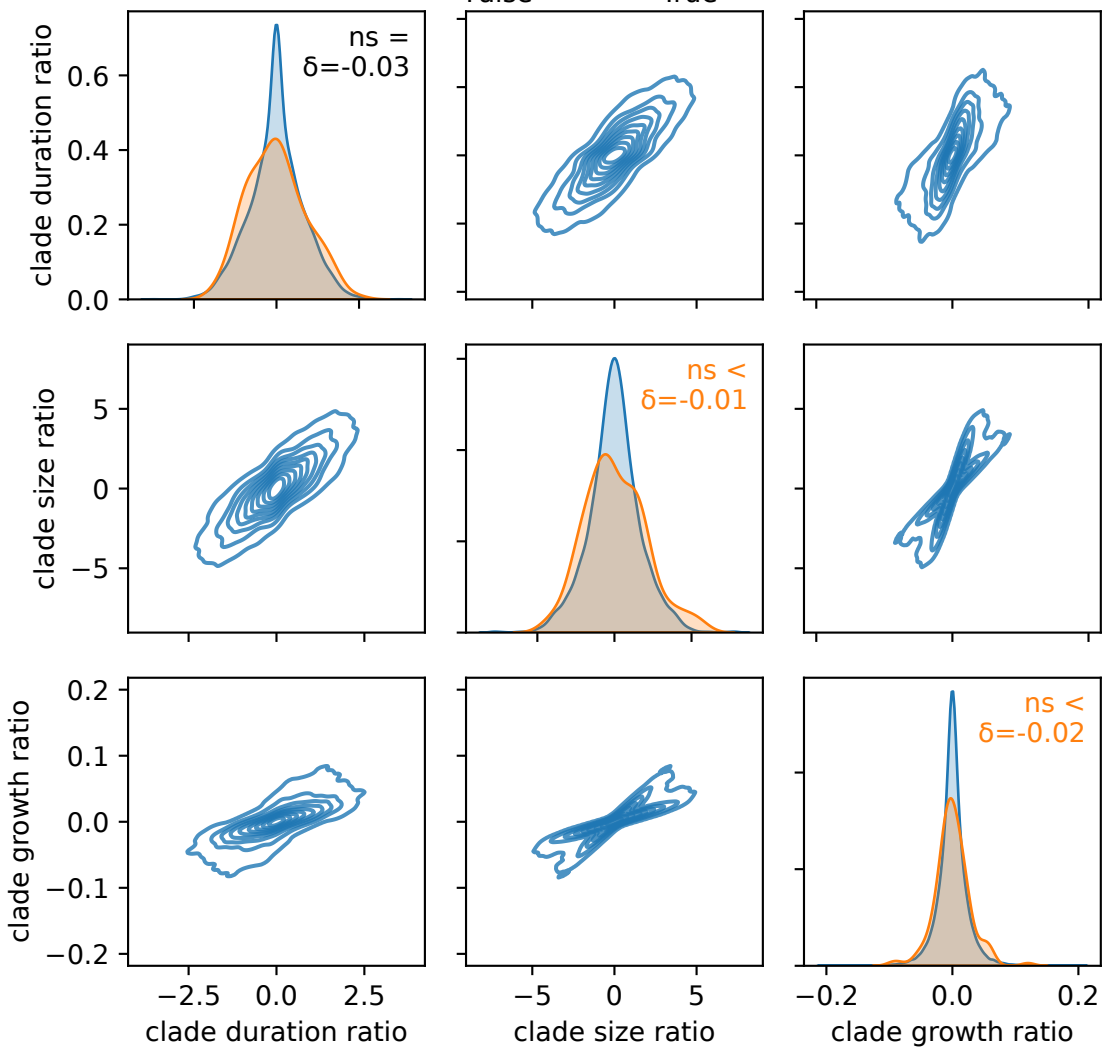 clade duration ratio
0.6
0.4
0.2
0.0
ns =
δ=-0.03
clade size ratio
5
0
−5
ns <
δ=-0.01
clade growth ratio
0.2
0.1
0.0
−0.1
−0.2
ns <
δ=-0.02
−2.5 0.0 2.5
−5 0 5
−0.2 0.0 0.2
clade duration ratio
clade size ratio
clade growth ratio